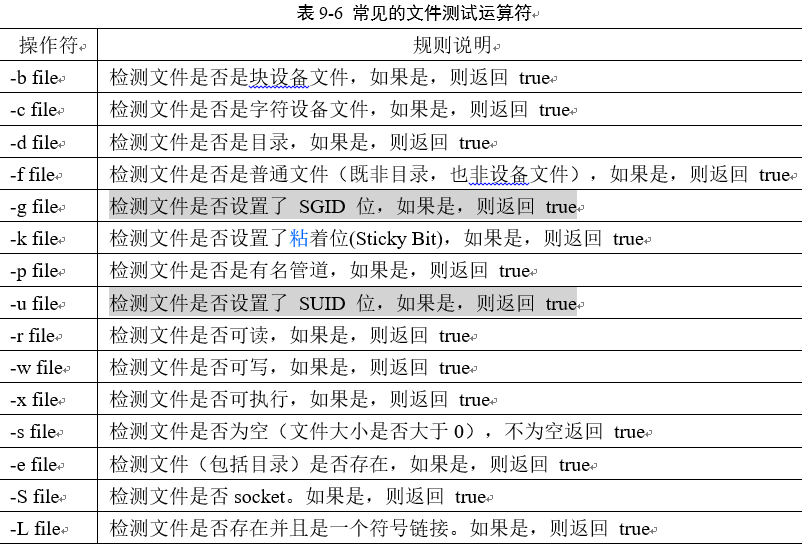 表 9-6 常见的文件测试运算符
操作符 规则说明
-b file 检测文件是否是块设备文件，如果是，则返回 true
-c file 检测文件是否是字符设备文件，如果是，则返回 true
-d file 检测文件是否是目录，如果是，则返回 true
-f file 检测文件是否是普通文件（既非目录，也非设备文件），如果是，则返回 true
-g file 检测文件是否设置了 SGID 位，如果是，则返回 true
-k file 检测文件是否设置了粘着位(Sticky Bit)，如果是，则返回 true
-p file 检测文件是否是有名管道，如果是，则返回 true
-u file 检测文件是否设置了 SUID 位，如果是，则返回 true
-r file 检测文件是否可读，如果是，则返回 true
-w file 检测文件是否可写，如果是，则返回 true
-x file 检测文件是否可执行，如果是，则返回 true
-s file 检测文件是否为空（文件大小是否大于 0），不为空返回 true
-e file 检测文件（包括目录）是否存在，如果是，则返回 true
-S file 检测文件是否 socket。如果是，则返回 true
-L file 检测文件是否存在并且是一个符号链接。如果是，则返回 true